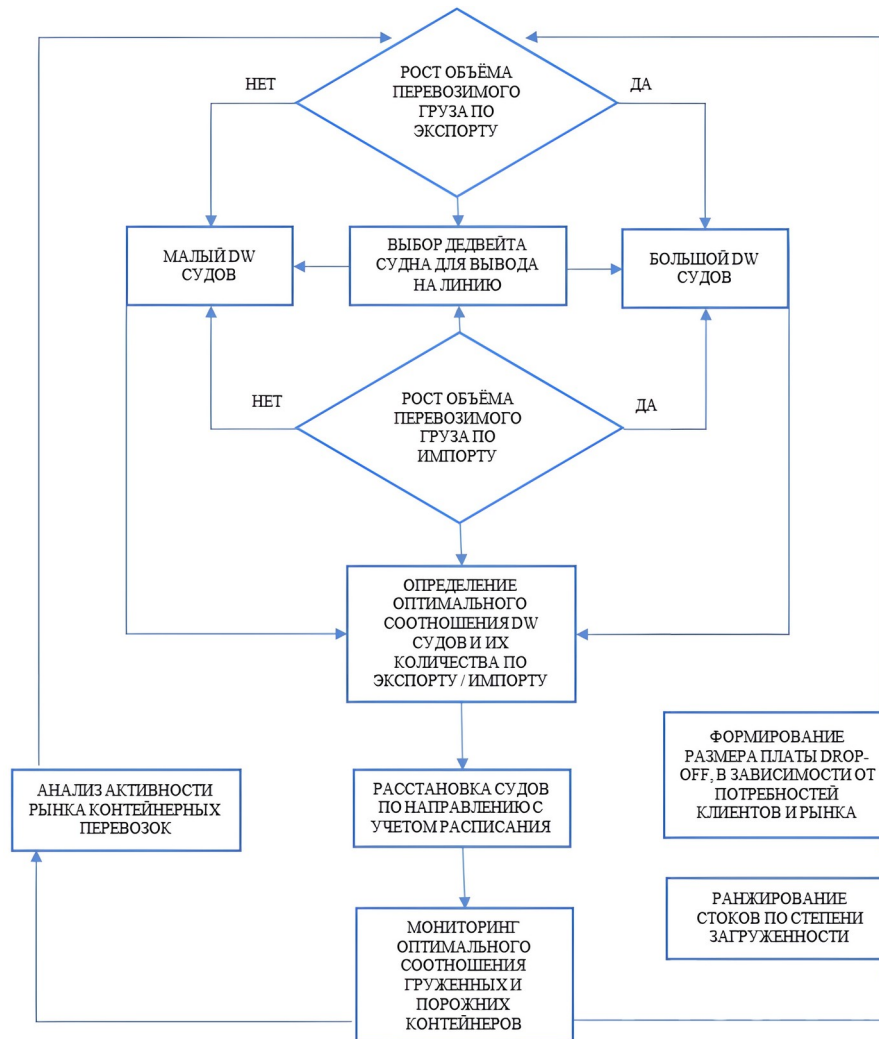 РОСТ ОБЪЁМА
ПЕРЕВОЗИМОГО
ГРУЗА ПО
ЭКСПОРТУ
НЕТ
ДА
МАЛЫЙ DW
СУДОВ
ВЫБОР ДЕДВЕЙТА
СУДНА ДЛЯ ВЫВОДА
НА ЛИНИЮ
БОЛЬШОЙ DW
СУДОВ
НЕТ
ДА
РОСТ ОБЪЁМА
ПЕРЕВОЗИМОГО
ГРУЗА ПО
ИМПОРТУ
ОПРЕДЕЛЕНИЕ
ОПТИМАЛЬНОГО
СООТНОШЕНИЯ DW
СУДОВ И ИХ
КОЛИЧЕСТВА ПО
ЭКСПОРТУ / ИМПОРТУ
АНАЛИЗ АКТИВНОСТИ
РЫНКА КОНТЕЙНЕРНЫХ
ПЕРЕВОЗОК
РАССТАНОВКА СУДОВ
ПО НАПРАВЛЕНИЮ С
УЧЕТОМ РАСПИСАНИЯ
ФОРМИРОВАНИЕ
РАЗМЕРА ПЛАТЫ DROP-
OFF, В ЗАВИСИМОСТИ ОТ
ПОТРЕБНОСТЕЙ
КЛИЕНТОВ И РЫНКА
РАНЖИРОВАНИЕ
СТОКОВ ПО СТЕПЕНИ
ЗАГРУЖЕННОСТИ
МОНИТОРИНГ
ОПТИМАЛЬНОГО
СООТНОШЕНИЯ
ГРУЖЕННЫХ И
ПОРОЖНИХ
КОНТЕЙНЕРОВ